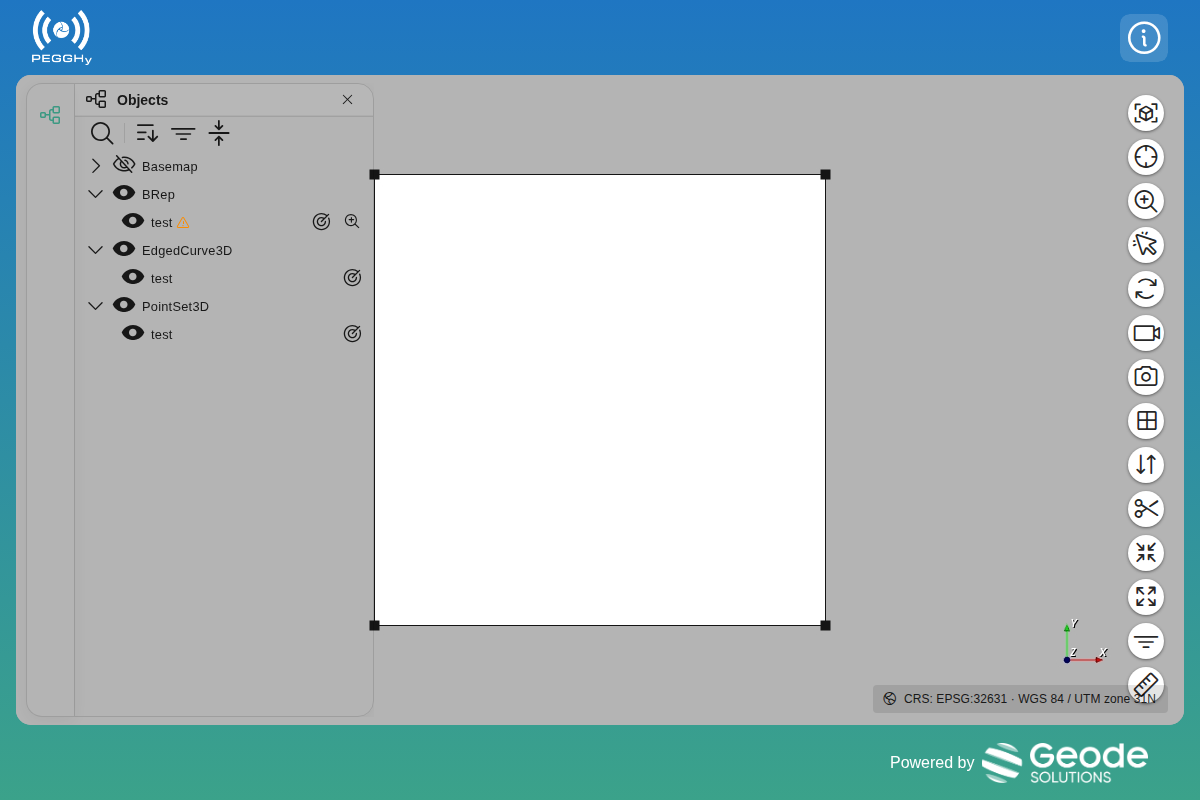 PEGGHy
Objects
Basemap
BRep
test
EdgedCurve3D
test
PointSet3D
test
Y
Z X
CRS: EPSG:32631 · WGS 84 / UTM zone 31N
Powered by Geode
SOLUTIONS